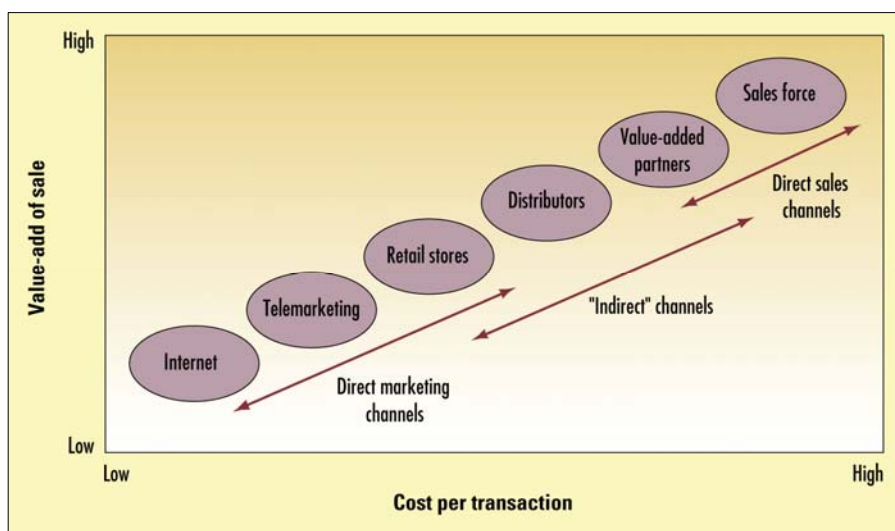 High
Value-add of sale
Low
Low
High
Cost per transaction
Sales force
Value-added
partners
Direct sales
channels
Distributors
Retail stores
"Indirect" channels
Telemarketing
Internet
Direct marketing
channels